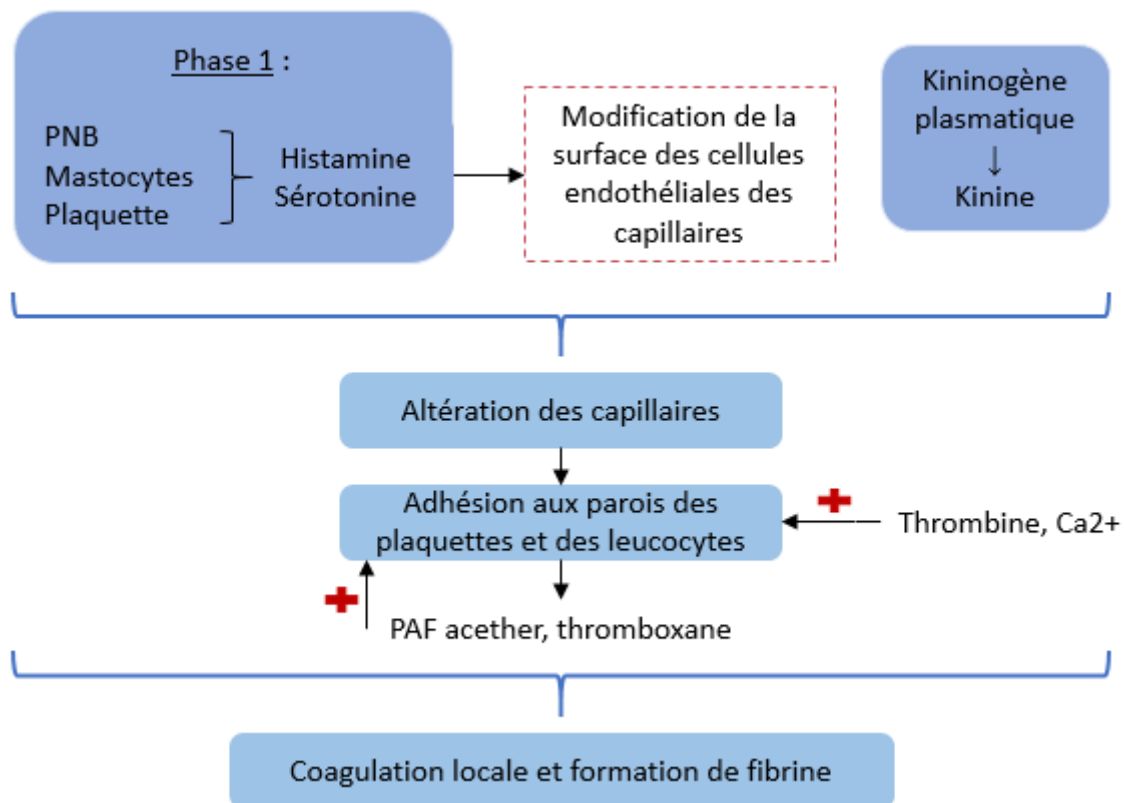 Phase 1 :
PNB
Mastocytes
Plaquette
Histamine
Sérotonine
Modification de la
surface des cellules
endothéliales des
capillaires
Kininogène
plasmatique
↓
Kinine
Altération des capillaires
Adhésion aux parois des
plaquettes et des leucocytes
Thrombine, Ca2+
PAF acether, thromboxane
Coagulation locale et formation de fibrine